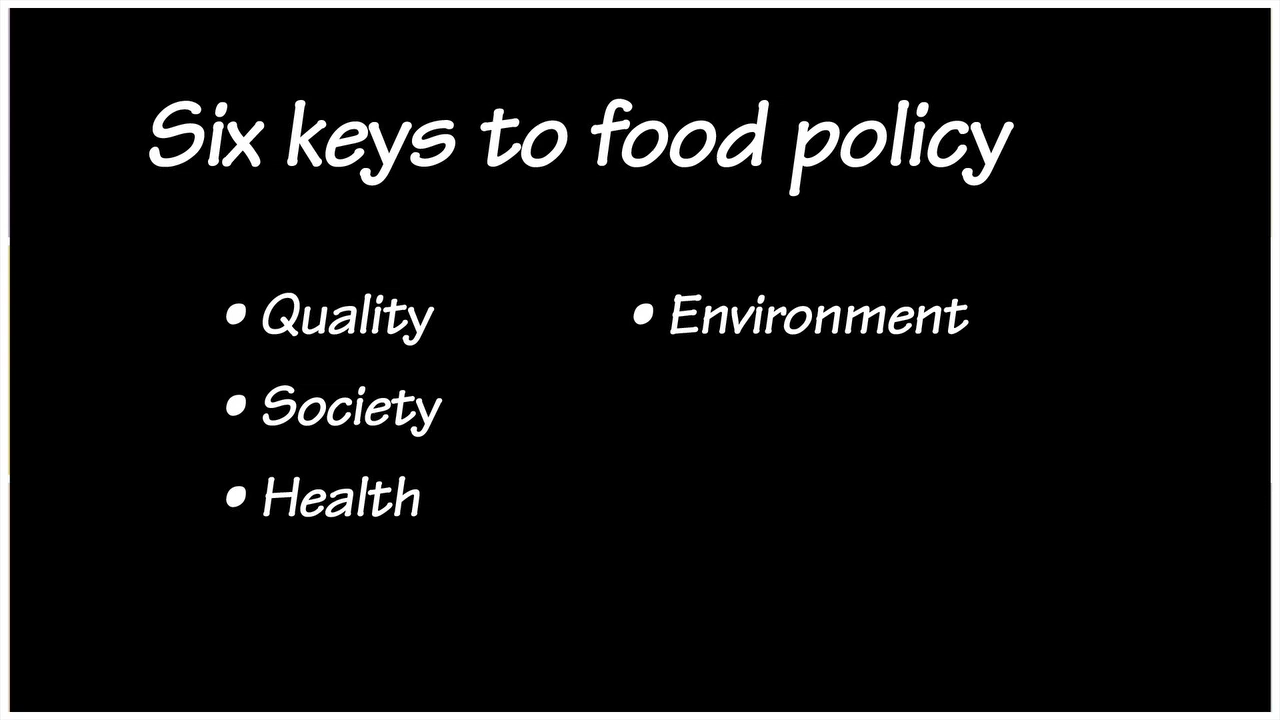 Six keys to food policy
• Quality
• Society
• Health
• Environment